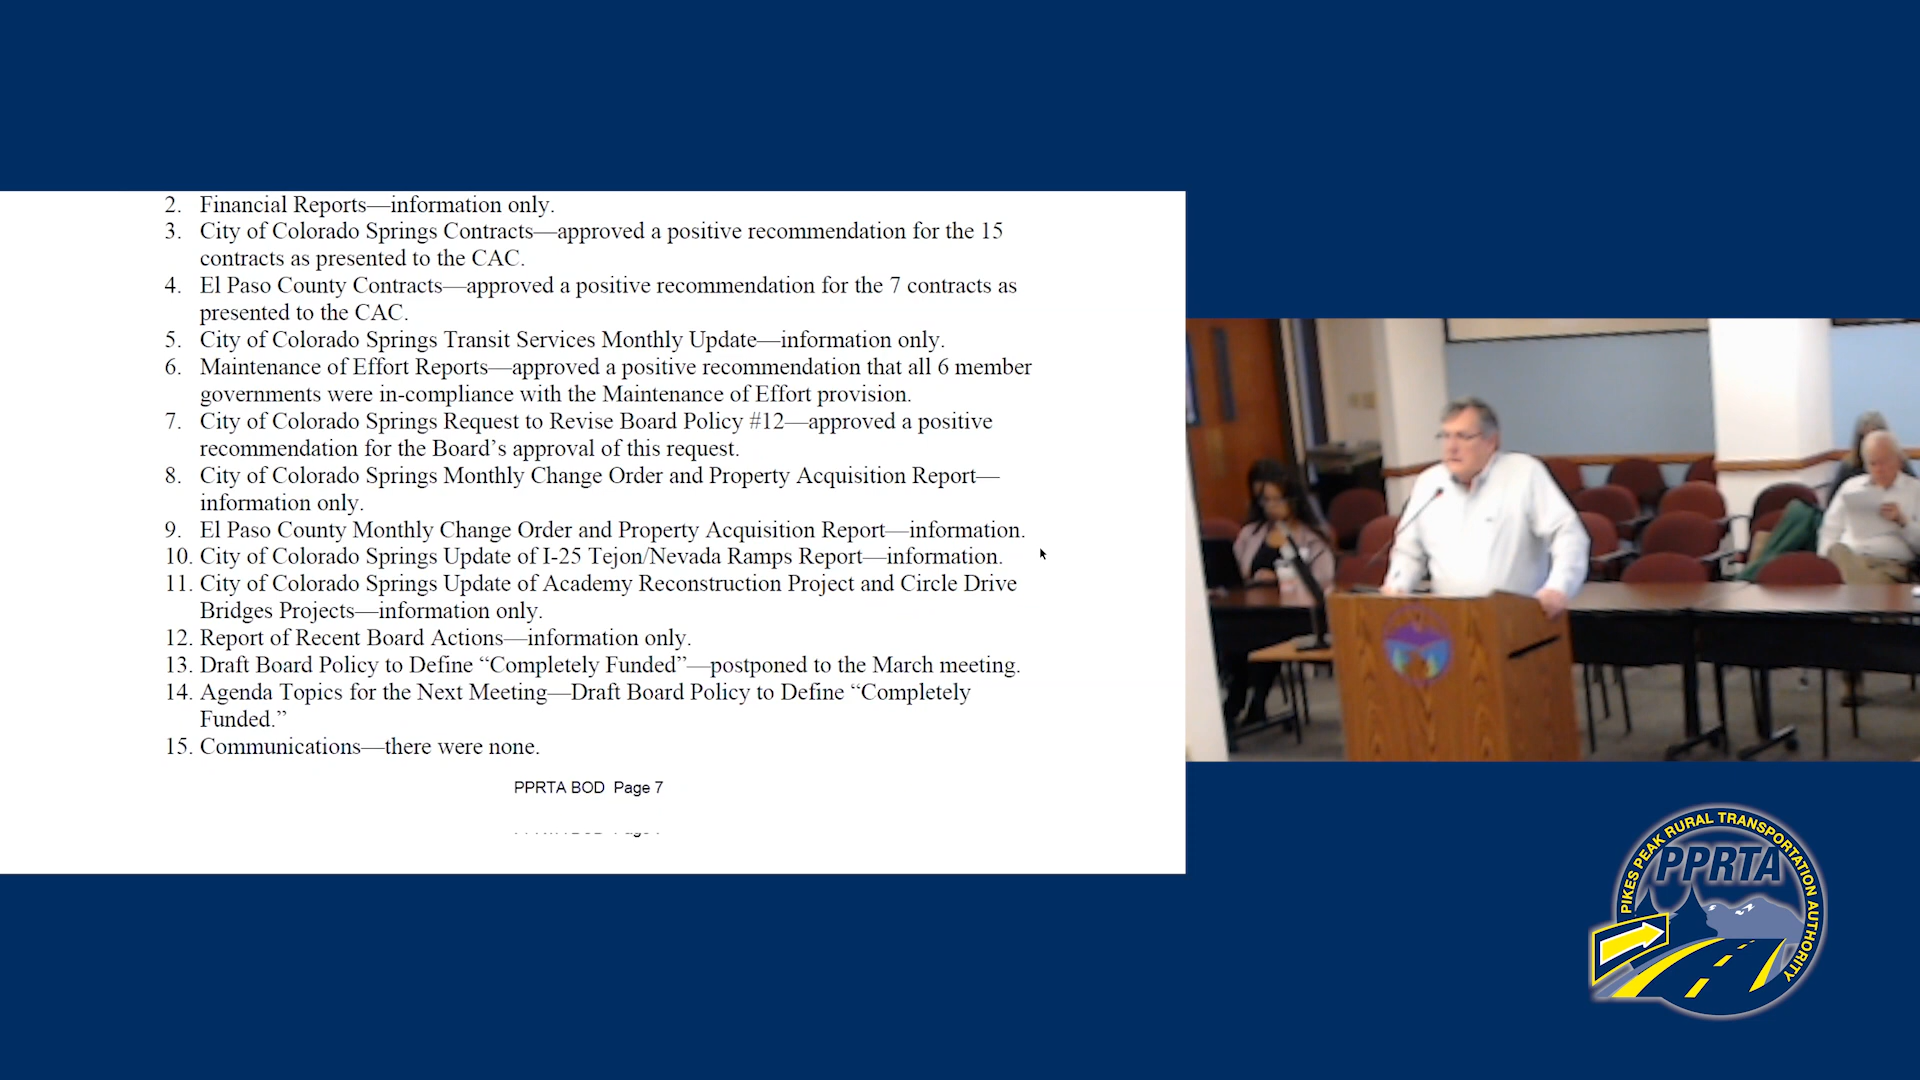 2. Financial Reports—information only.
3. City of Colorado Springs Contracts—approved a positive recommendation for the 15
contracts as presented to the CAC.
4. El Paso County Contracts—approved a positive recommendation for the 7 contracts as
presented to the CAC.
5. City of Colorado Springs Transit Services Monthly Update—information only.
6. Maintenance of Effort Reports—approved a positive recommendation that all 6 member
governments were in-compliance with the Maintenance of Effort provision.
7. City of Colorado Springs Request to Revise Board Policy #12—approved a positive
recommendation for the Board’s approval of this request.
8. City of Colorado Springs Monthly Change Order and Property Acquisition Report—
information only.
9. El Paso County Monthly Change Order and Property Acquisition Report—information.
10. City of Colorado Springs Update of I-25 Tejon/Nevada Ramps Report—information.
11. City of Colorado Springs Update of Academy Reconstruction Project and Circle Drive
Bridges Projects—information only.
12. Report of Recent Board Actions—information only.
13. Draft Board Policy to Define “Completely Funded”—postponed to the March meeting.
14. Agenda Topics for the Next Meeting—Draft Board Policy to Define “Completely
Funded.”
15. Communications—there were none.
PPRTA BOD Page 7
PIKES PEAK RURAL TRANSPORTATION AUTHORITY
PPRTA